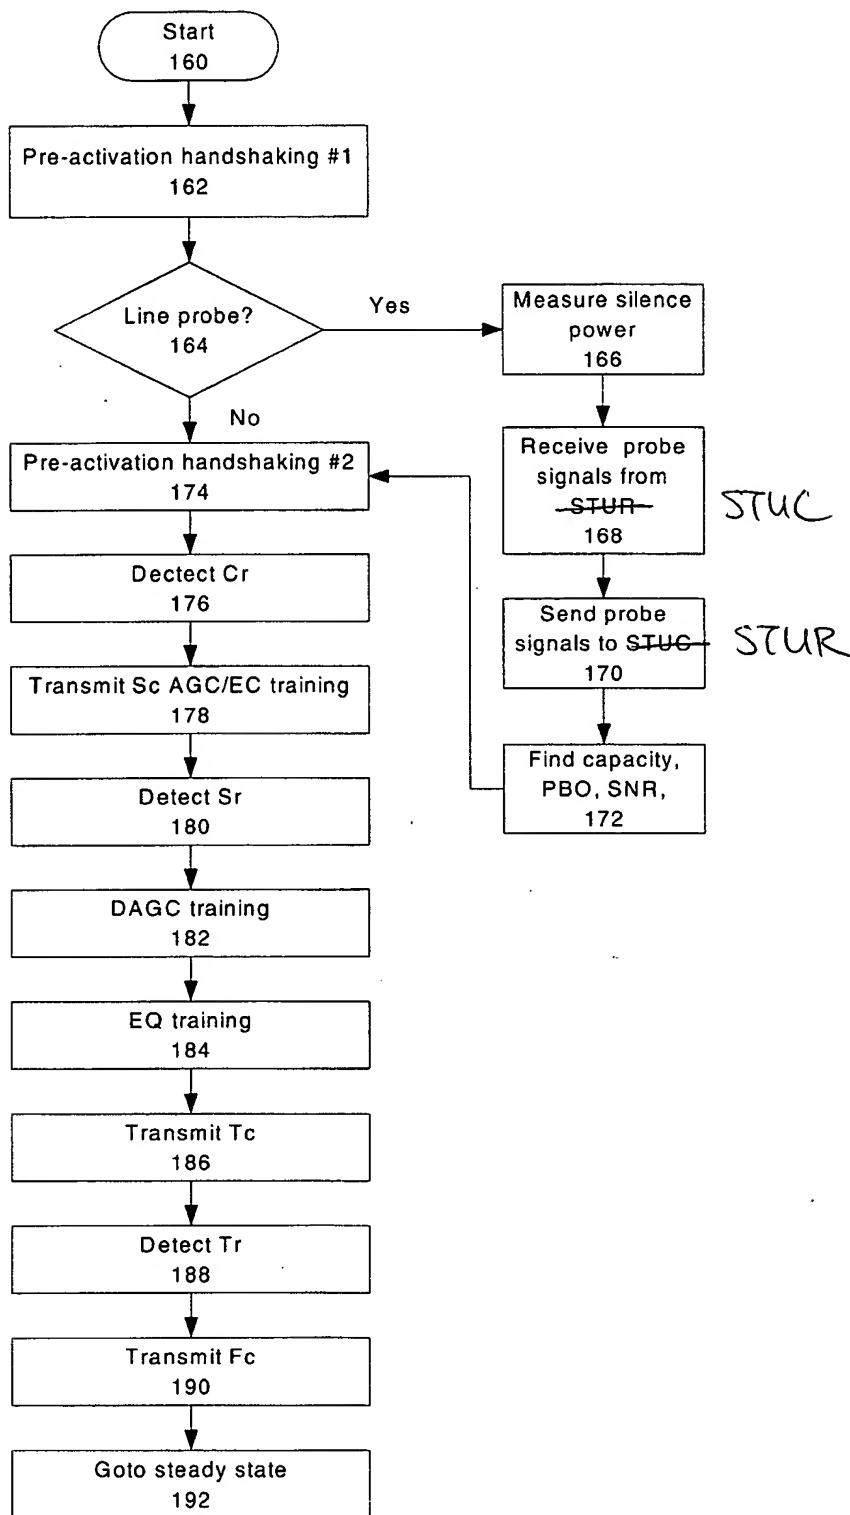 Start
160
Pre-activation handshaking #1
162
Line probe?
164
Yes
No
Measure silence
power
166
Receive probe
signals from
STUR
168
STUC
Send probe
signals to STUC
170
STUR
Find capacity,
PBO, SNR,
172
Pre-activation handshaking #2
174
Dectect Cr
176
Transmit Sc AGC/EC training
178
Detect Sr
180
DAGC training
182
EQ training
184
Transmit Tc
186
Detect Tr
188
Transmit Fc
190
Goto steady state
192